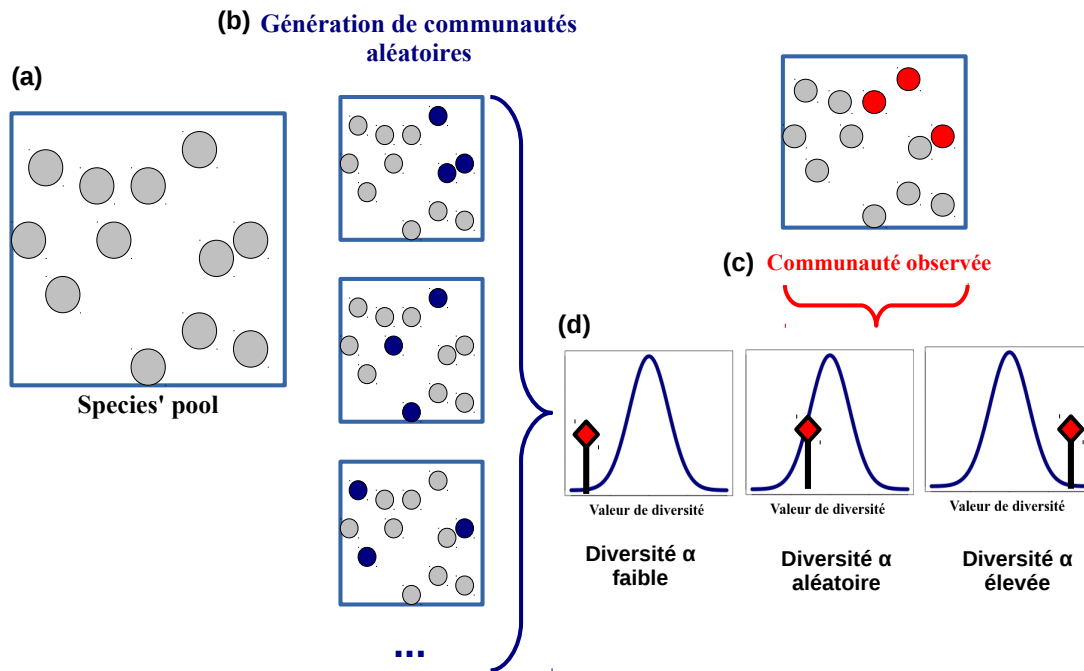 (a)
Species' pool
(b) Génération de communautés
aléatoires
...
(c) Communauté observée
(d)
Valeur de diversité
Diversité α
faible
Valeur de diversité
Diversité α
aléatoire
Valeur de diversité
Diversité α
élevée